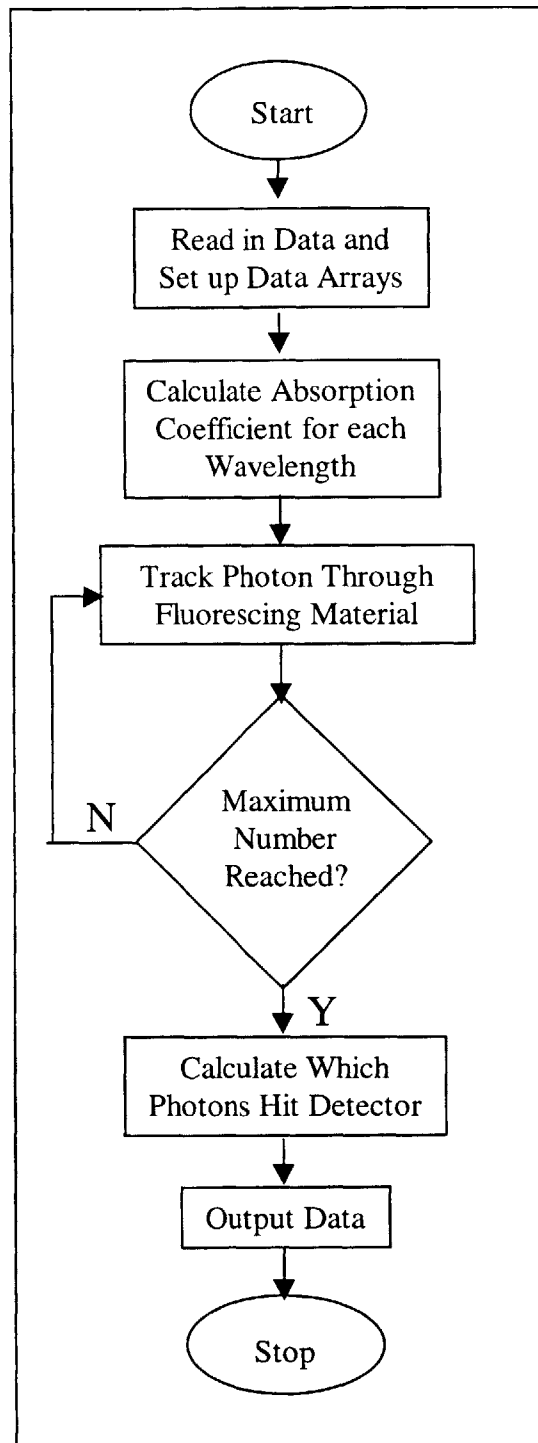 Start
Read in Data and
Set up Data Arrays
Calculate Absorption
Coefficient for each
Wavelength
Track Photon Through
Fluorescing Material
Maximum
Number
Reached?
N
Y
Calculate Which
Photons Hit Detector
Output Data
Stop